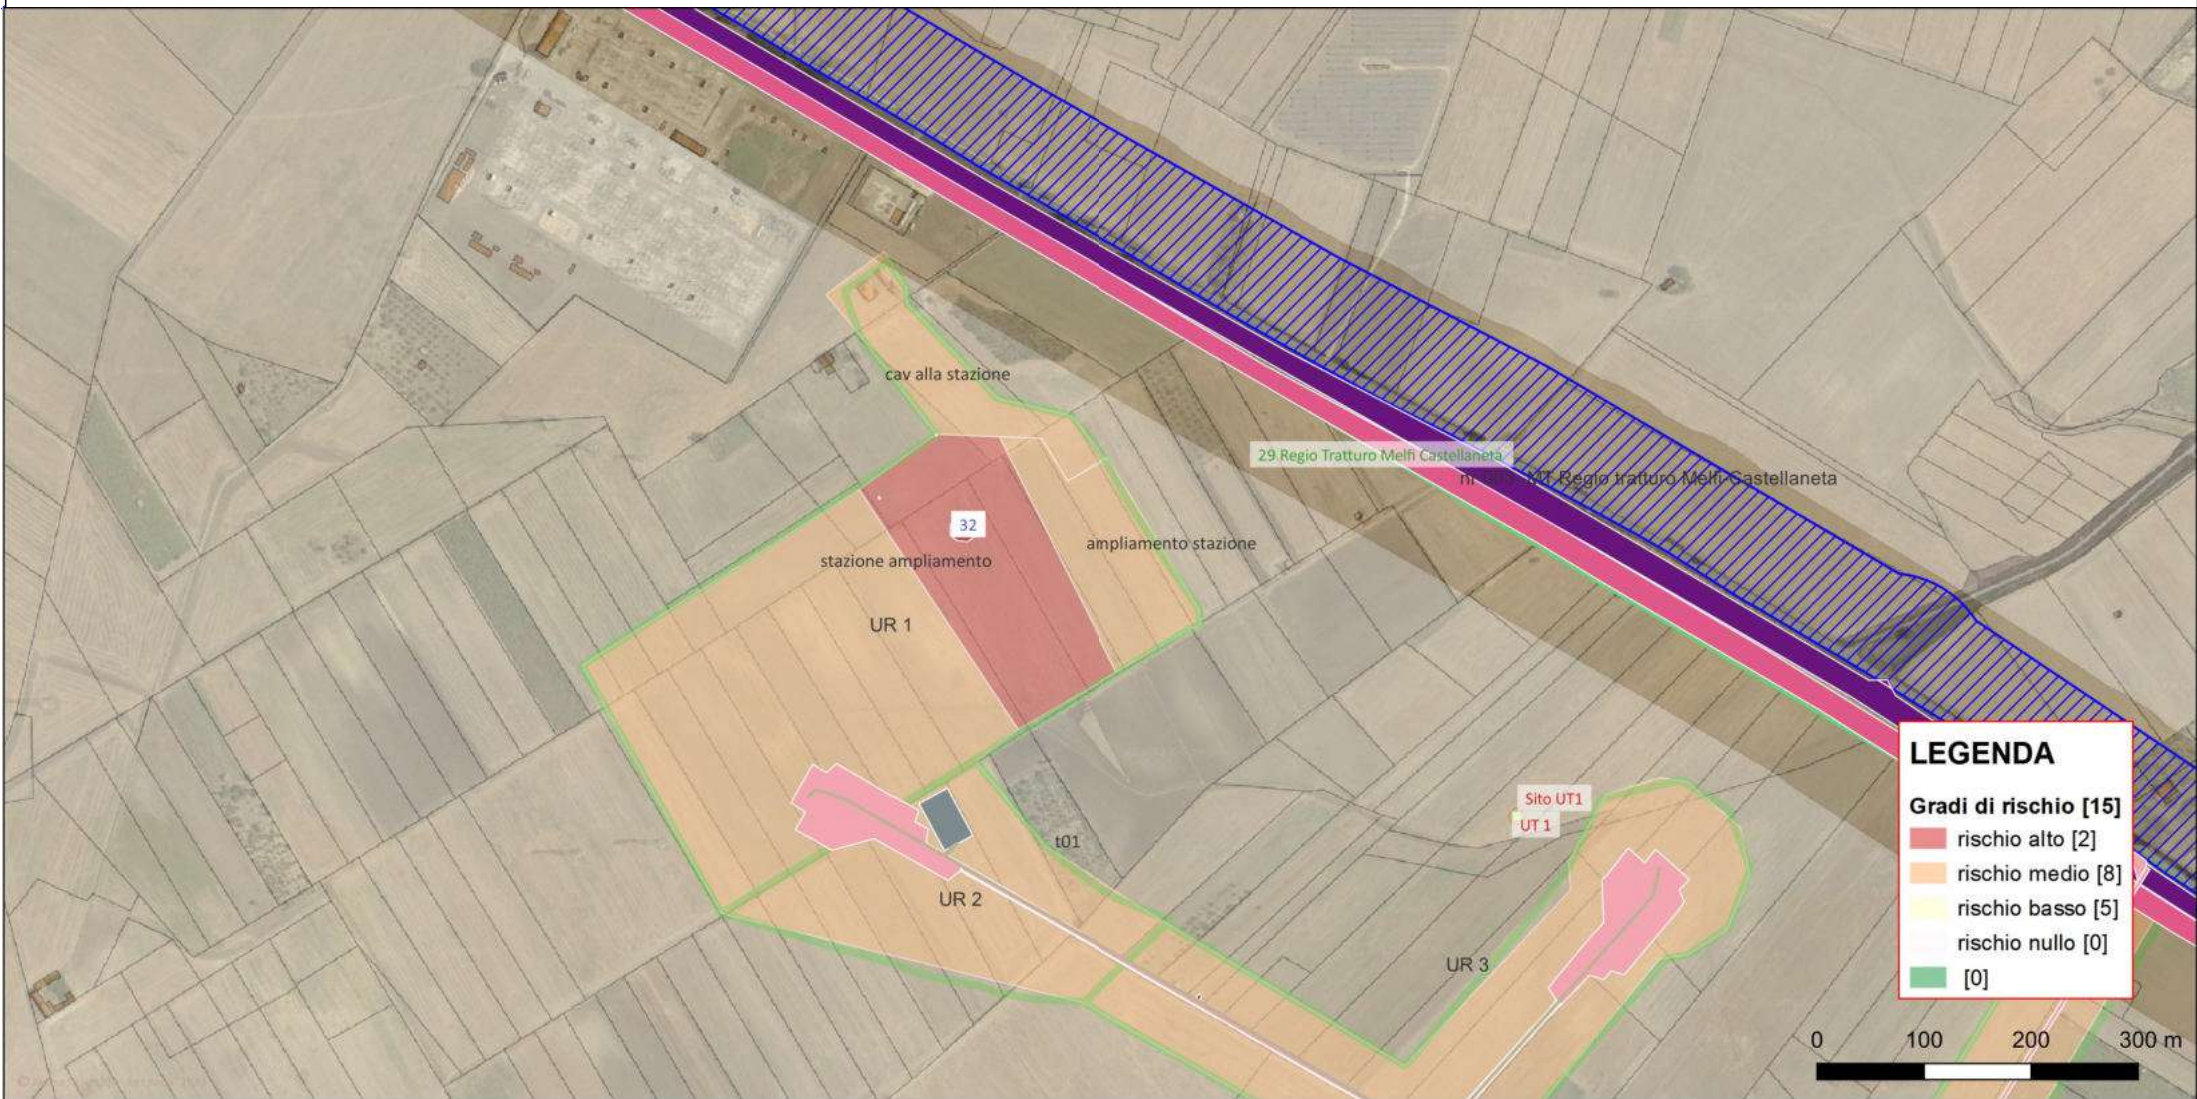 cav alla stazione
29 Regio Tratturo Melfi Castellaneta
MT Regio tratturo Melfi-Castellaneta
32
ampliamento stazione
stazione ampliamento
UR 1
Sito UT1
UT 1
t01
UR 2
UR 3
LEGENDA
Gradi di rischio [15]
rischio alto [2]
rischio medio [8]
rischio basso [5]
rischio nullo [0]
[0]
0 100 200 300 m